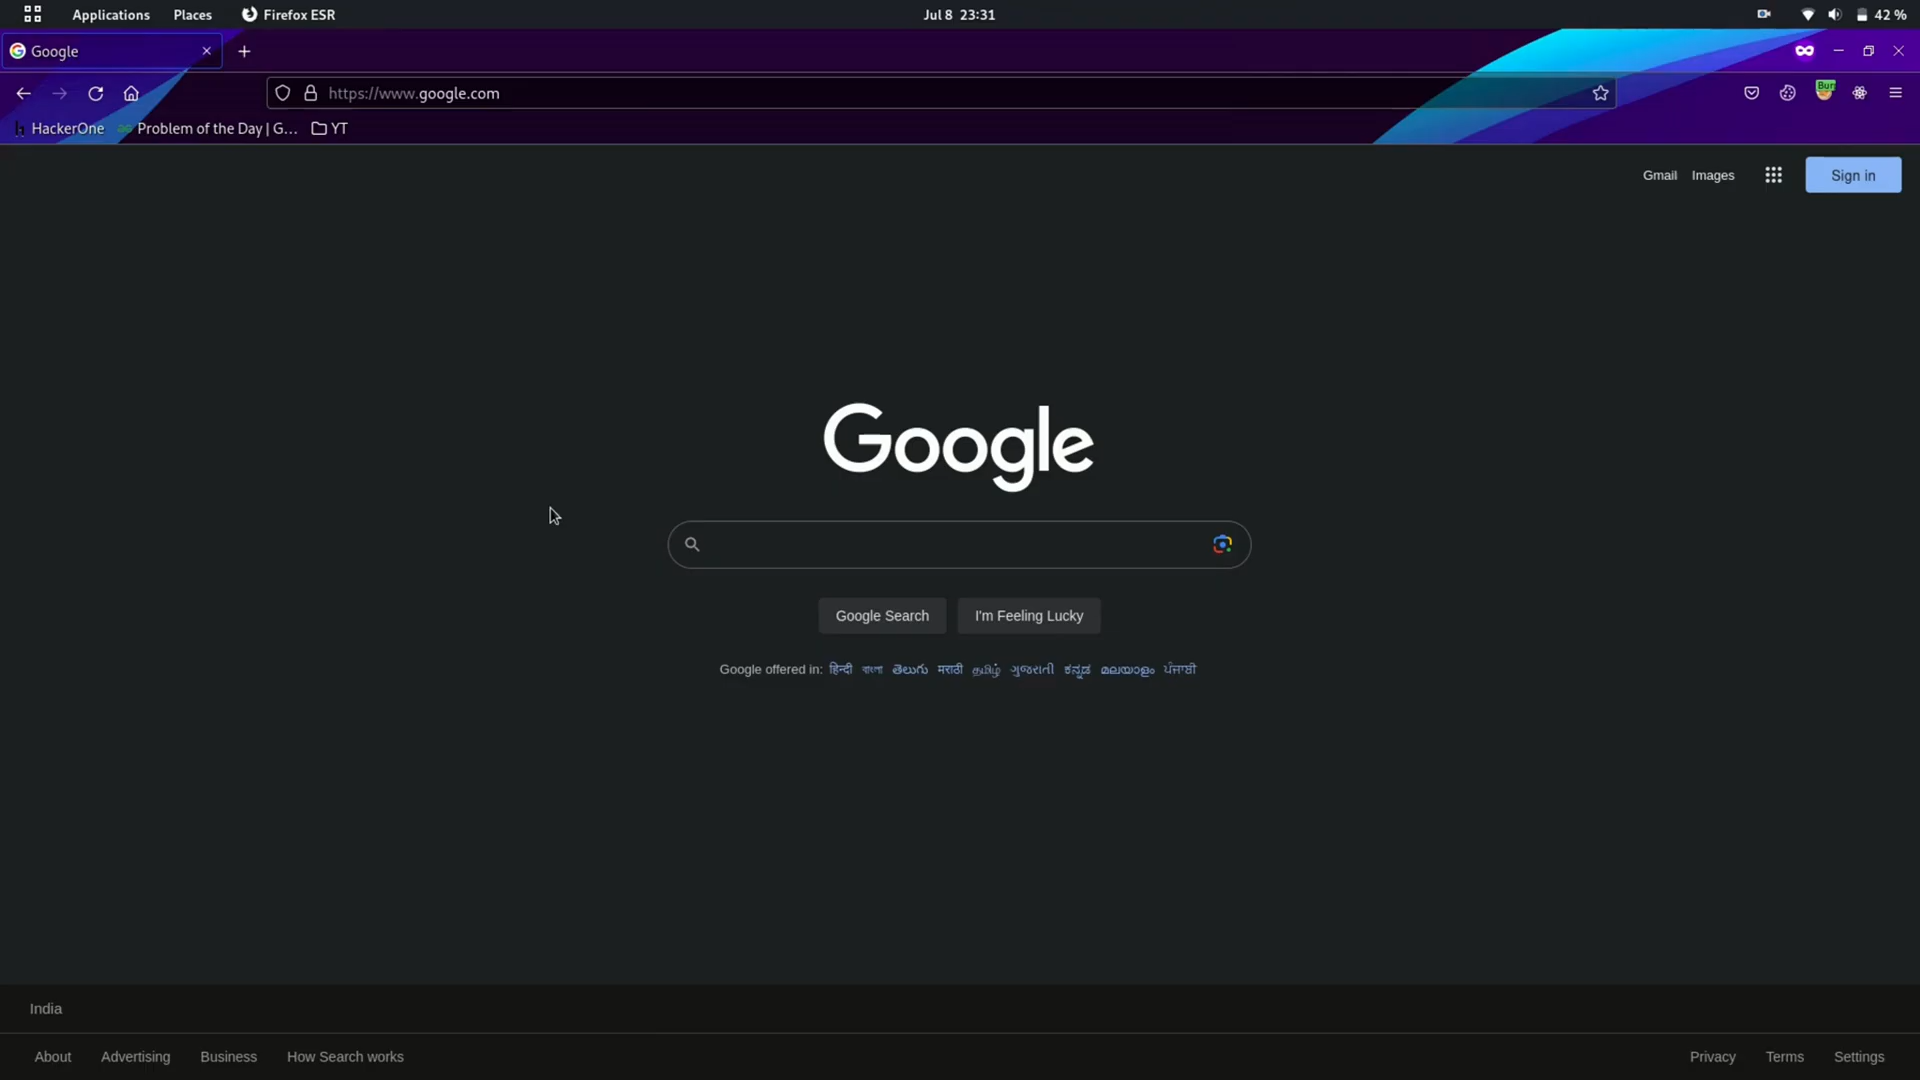 Applications Places Firefox ESR Jul 8 23:31 42 %
Google
https://www.google.com
HackerOne Problem of the Day | G... YT
Gmail Images Sign in
Google
Google Search I'm Feeling Lucky
Google offered in: हिन्दी বাংলা తెలుగు मराठी தமிழ் ગુજરાતી ಕನ್ನಡ മലയാളം ਪੰਜਾਬੀ
India
About Advertising Business How Search works Privacy Terms Settings